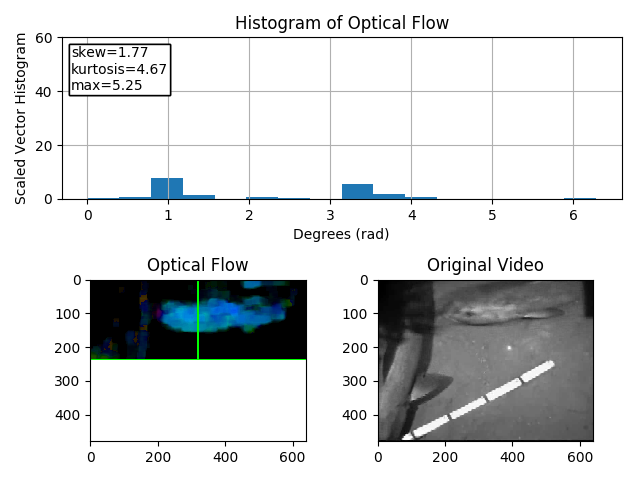 Histogram of Optical Flow
Scaled Vector Histogram
60
40
20
0
skew=1.77
kurtosis=4.67
max=5.25
0 1 2 3 4 5 6
Degrees (rad)
Optical Flow
0
100
200
300
400
0 200 400 600
Original Video
0
100
200
300
400
0 200 400 600